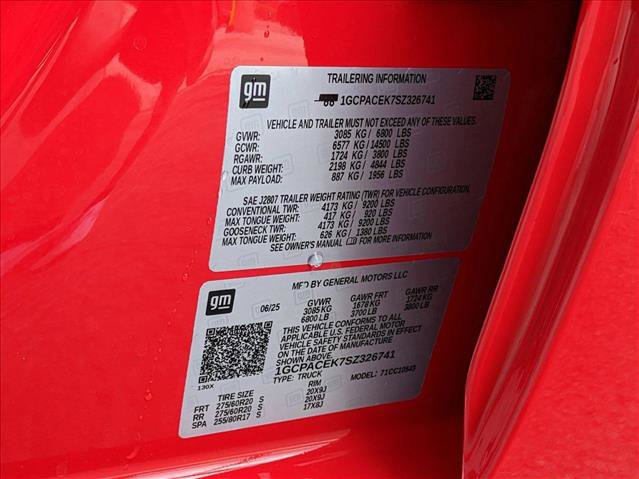 gm
TRAILERING INFORMATION
1GCPACEK7SZ326741
VEHICLE AND TRAILER MUST NOT EXCEED ANY OF THESE VALUES.
GVWR: 3085 KG / 6800 LBS
GCWR: 6577 KG / 14500 LBS
RGAWR: 1724 KG / 3800 LBS
CURB WEIGHT: 2198 KG / 4844 LBS
MAX PAYLOAD: 887 KG / 1956 LBS
SAE J2807 TRAILER WEIGHT RATING (TWR) FOR VEHICLE CONFIGURATION.
CONVENTIONAL TWR: 4173 KG / 9200 LBS
MAX TONGUE WEIGHT: 417 KG / 920 LBS
GOOSENECK TWR: 4173 KG / 9200 LBS
MAX TONGUE WEIGHT: 626 KG / 1380 LBS
SEE OWNER'S MANUAL FOR MORE INFORMATION
gm
MFD BY GENERAL MOTORS LLC
06/25 GVWR GAWR FRT GAWR RR
3085KG 1678 KG 1724 KG
6800 LB 3700 LB 3800 LB
THIS VEHICLE CONFORMS TO ALL
APPLICABLE U.S. FEDERAL MOTOR
VEHICLE SAFETY STANDARDS IN
EFFECT ON THE DATE OF MANUFACTURE
SHOWN ABOVE.
1GCPACEK7SZ326741
TYPE: TRUCK MODEL: 71CC10543
130X
TIRE SIZE RIM
FRT 275/60R20 S 20X9J
RR 275/60R20 S 20X9J
SPA 255/80R17 S 17X8J